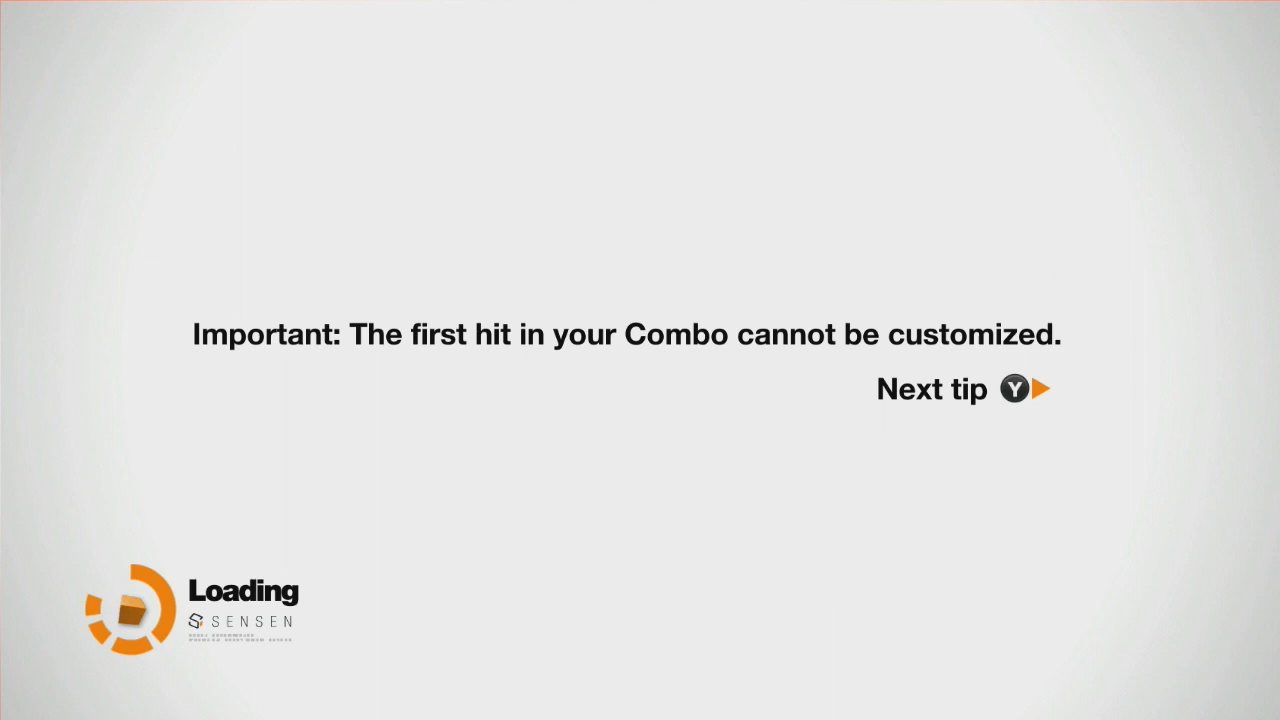 Important: The first hit in your Combo cannot be customized.
Next tip Y
Loading
SENSEN